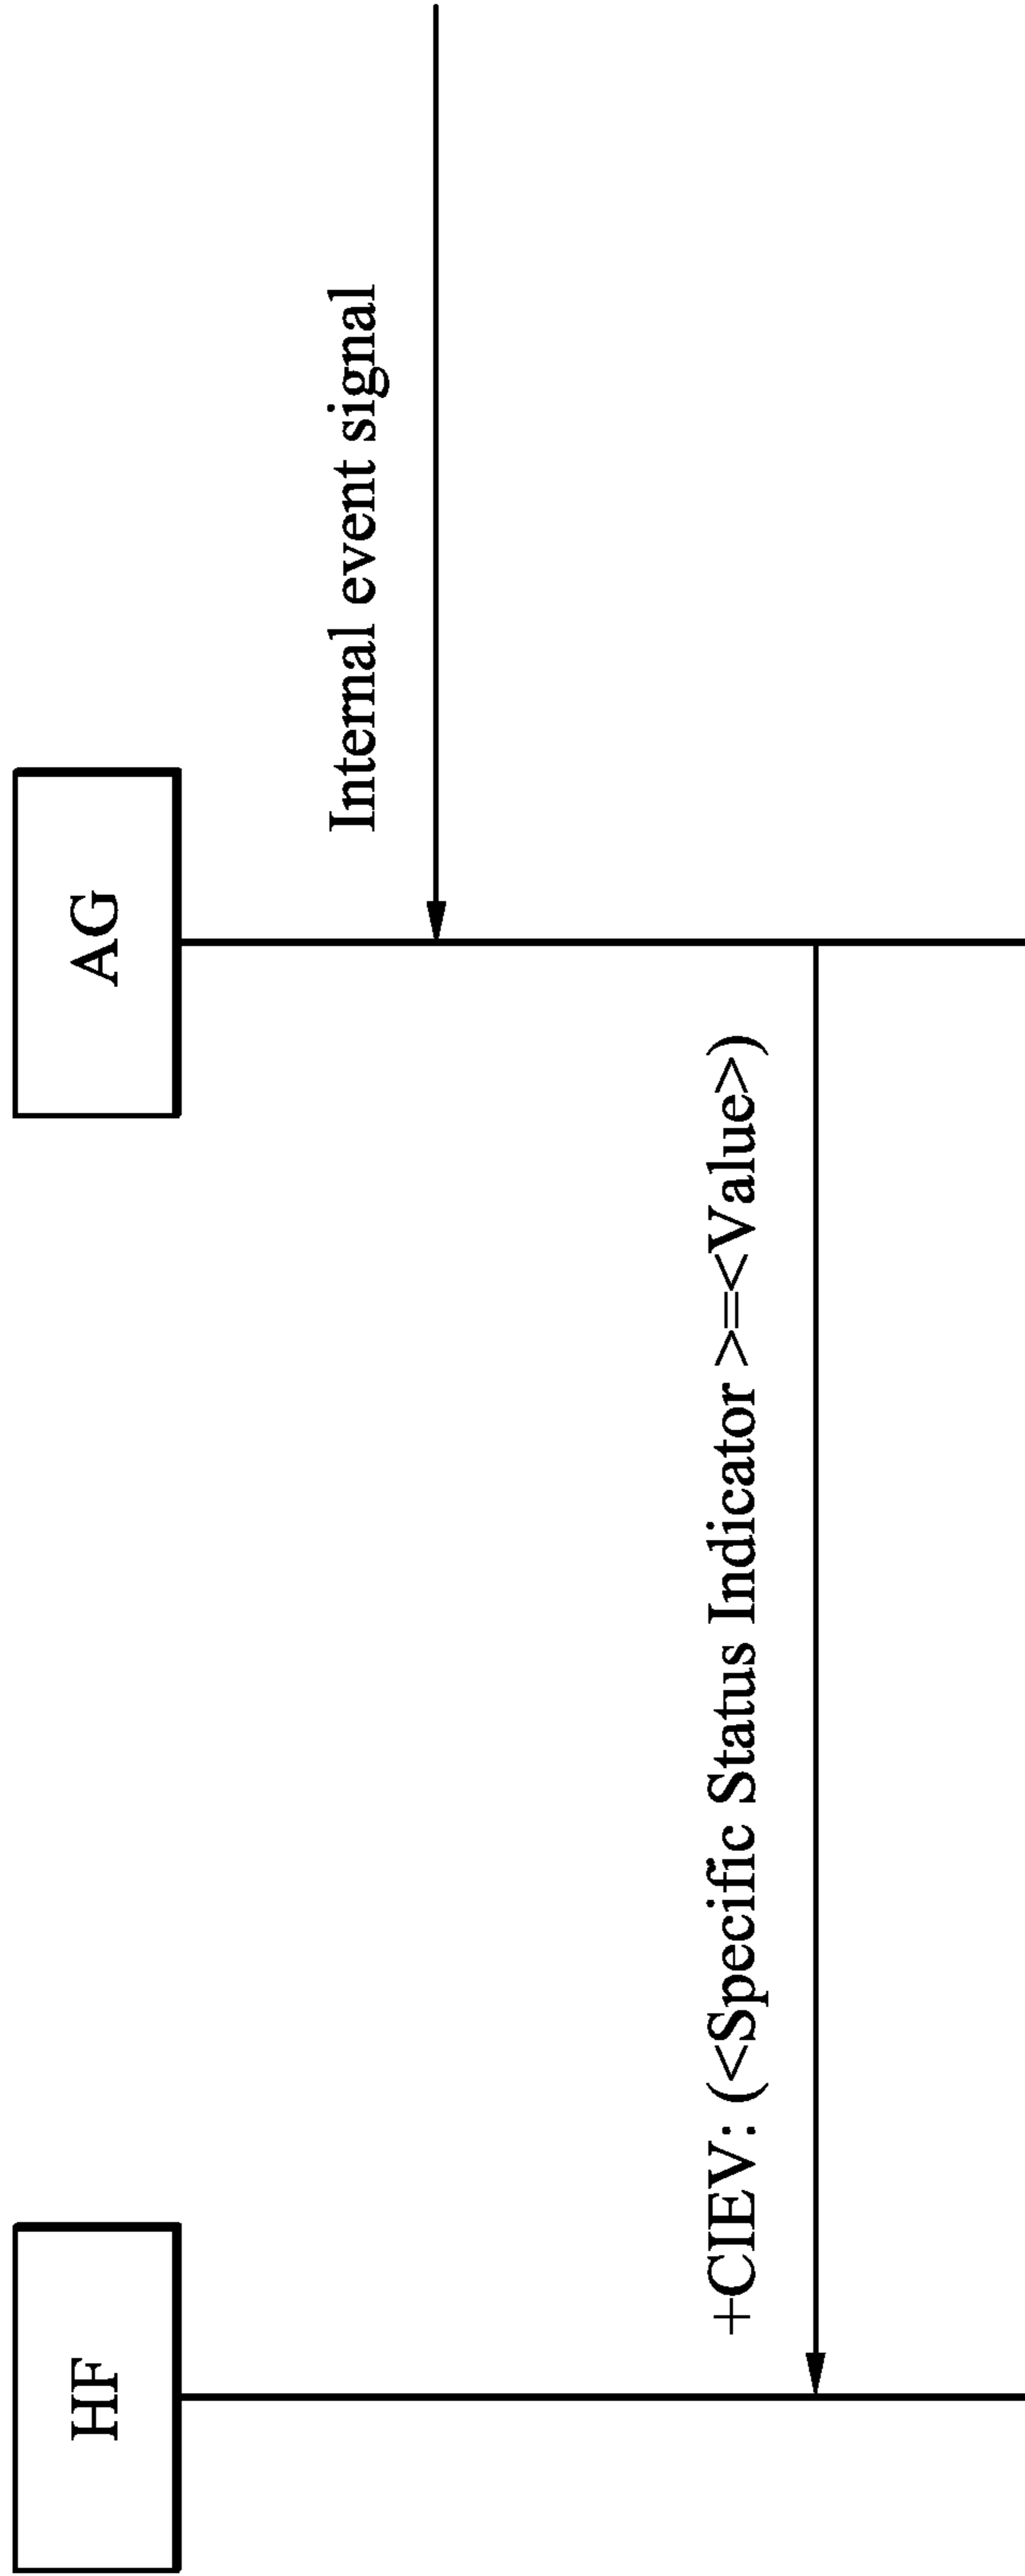 HF
AG
Internal event signal
+CIEV: (<Specific Status Indicator >=<Value>)